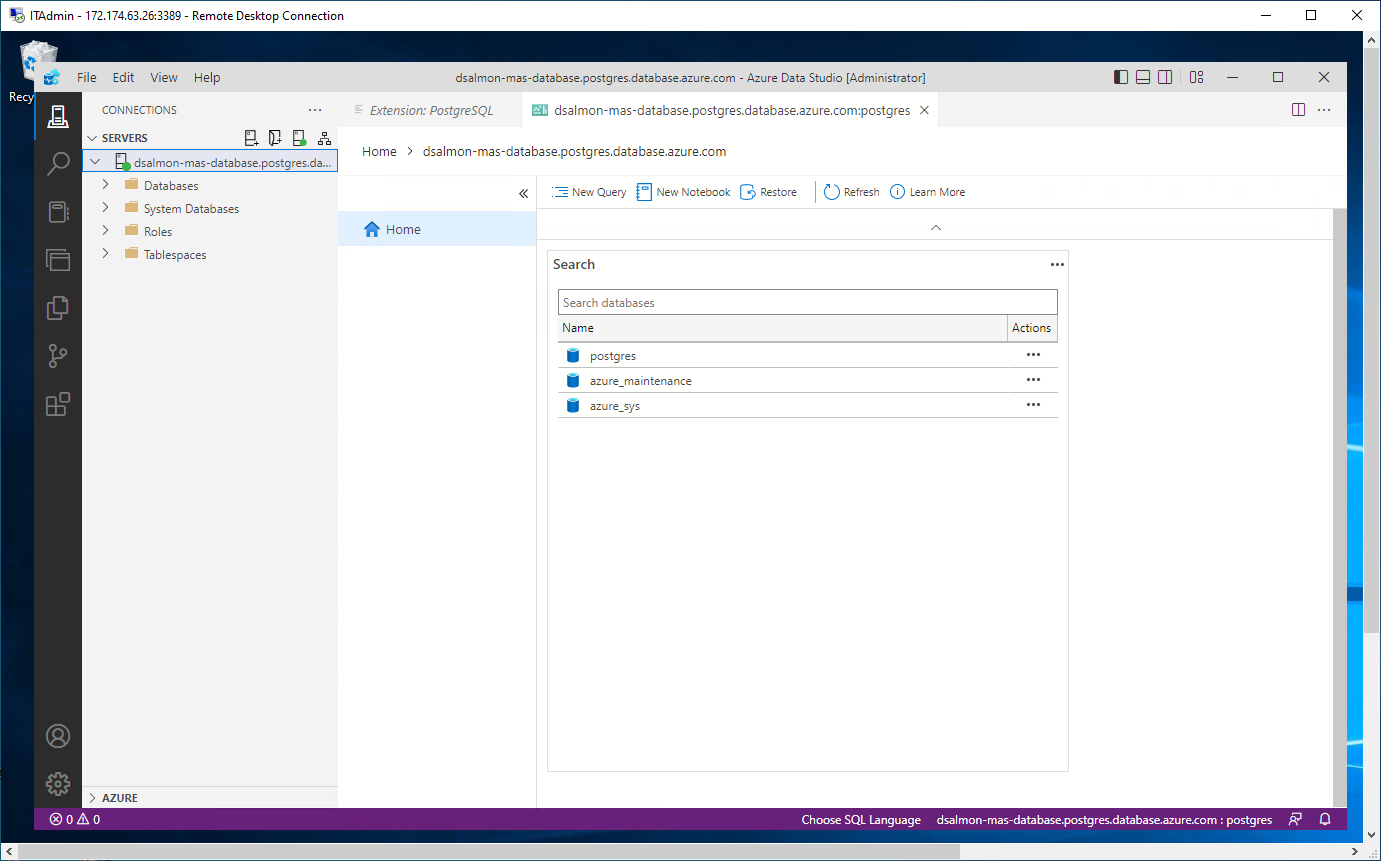 ITAdmin - 172.174.63.26:3389 - Remote Desktop Connection
Recy
File Edit View Help
dsalmon-mas-database.postgres.database.azure.com - Azure Data Studio [Administrator]
CONNECTIONS
SERVERS
dsalmon-mas-database.postgres.da...
Databases
System Databases
Roles
Tablespaces
AZURE
Extension: PostgreSQL
dsalmon-mas-database.postgres.database.azure.com:postgres
Home > dsalmon-mas-database.postgres.database.azure.com
Home
New Query New Notebook Restore Refresh Learn More
Search
Search databases
Name Actions
postgres
azure_maintenance
azure_sys
0 0
Choose SQL Language dsalmon-mas-database.postgres.database.azure.com : postgres